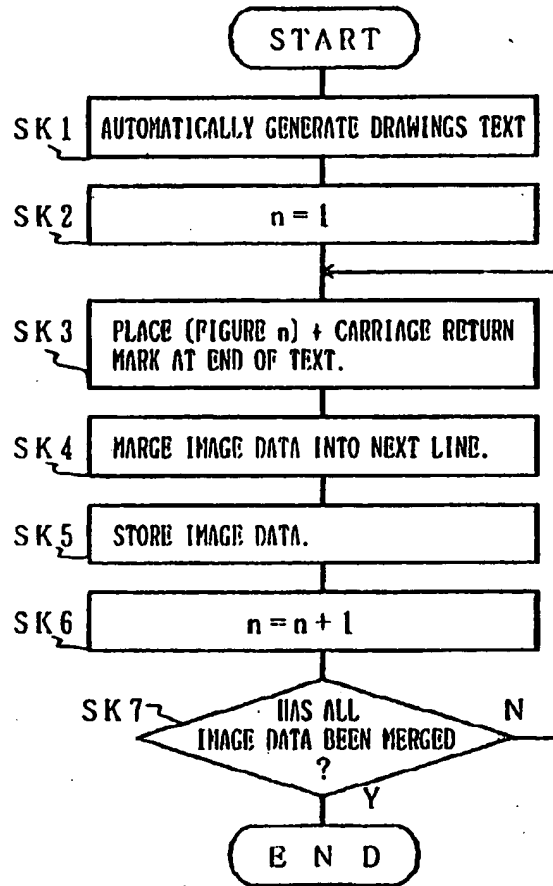 START
SK1
AUTOMATICALLY GENERATE DRAWINGS TEXT
SK2
n = 1
SK3
PLACE (FIGURE n) + CARRIAGE RETURN
MARK AT END OF TEXT.
SK4
MARGE IMAGE DATA INTO NEXT LINE.
SK5
STORE IMAGE DATA.
SK6
n = n + 1
SK7
HAS ALL
IMAGE DATA BEEN MERGED
?
N
Y
END